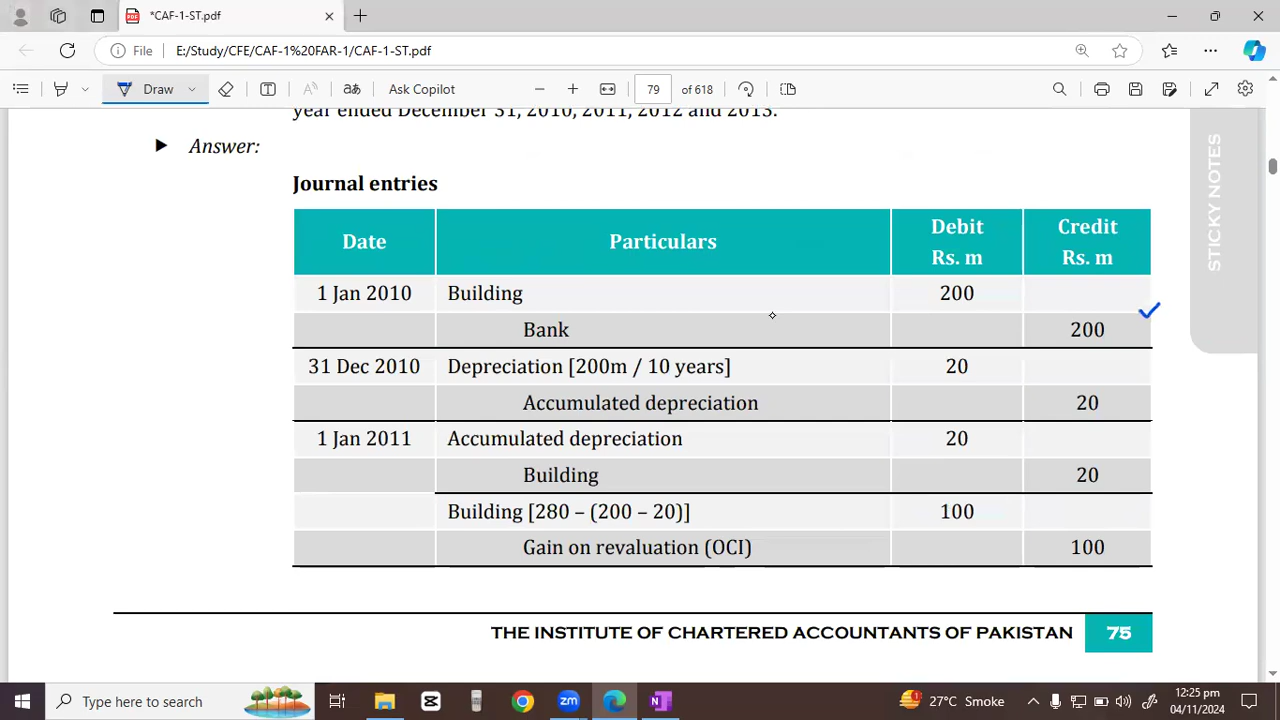 *CAF-1-ST.pdf
File E:/Study/CFE/CAF-1%20FAR-1/CAF-1-ST.pdf
Draw Ask Copilot 79 of 618
year ended December 31, 2010, 2011, 2012 and 2013.
Answer:
Journal entries
Date Particulars Debit Rs. m Credit Rs. m
1 Jan 2010 Building 200
Bank 200
31 Dec 2010 Depreciation [200m / 10 years] 20
Accumulated depreciation 20
1 Jan 2011 Accumulated depreciation 20
Building 20
Building [280 – (200 – 20)] 100
Gain on revaluation (OCI) 100
THE INSTITUTE OF CHARTERED ACCOUNTANTS OF PAKISTAN 75
STICKY NOTES
Type here to search 27°C Smoke 12:25 pm
04/11/2024